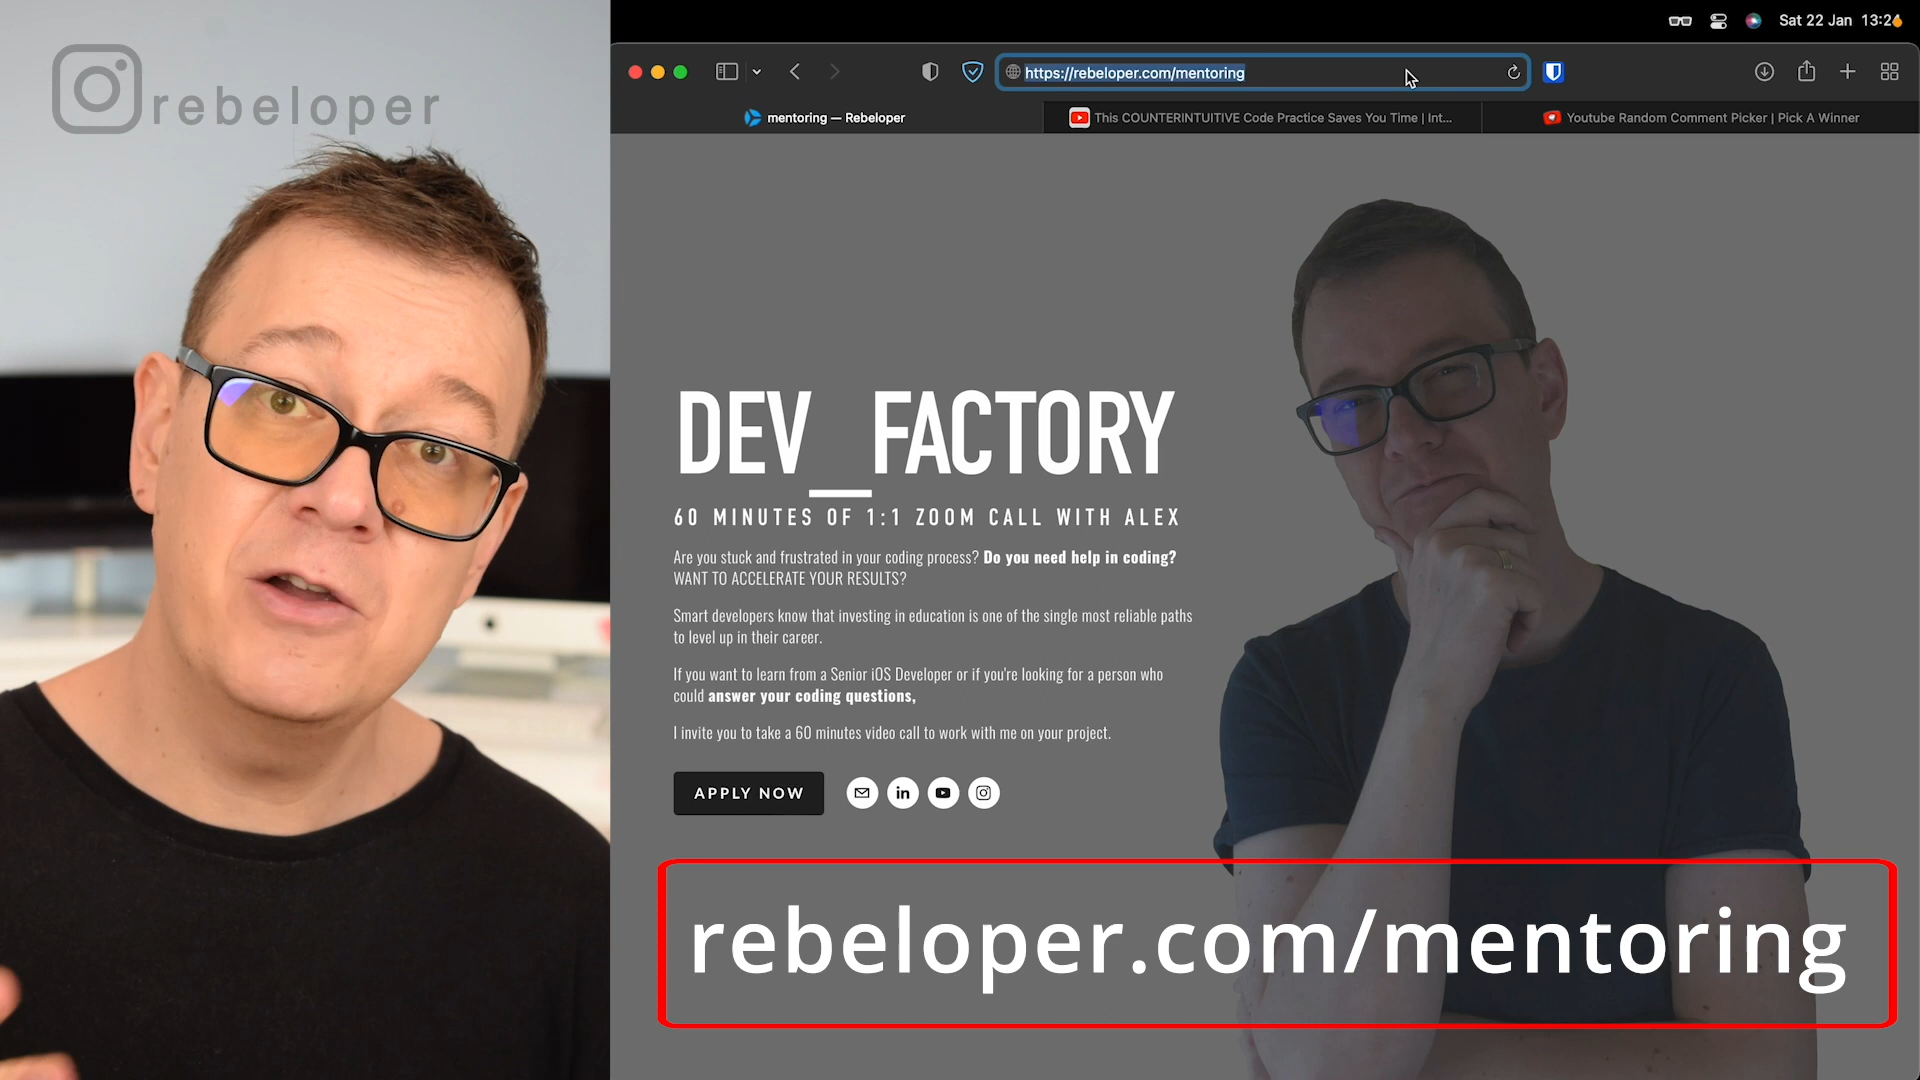 rebeloper
Sat 22 Jan 13:24
https://rebeloper.com/mentoring
mentoring — Rebeloper
This COUNTERINTUITIVE Code Practice Saves You Time | Int...
Youtube Random Comment Picker | Pick A Winner
DEV_FACTORY
60 MINUTES OF 1:1 ZOOM CALL WITH ALEX
Are you stuck and frustrated in your coding process? Do you need help in coding?
WANT TO ACCELERATE YOUR RESULTS?
Smart developers know that investing in education is one of the single most reliable paths
to level up in their career.
If you want to learn from a Senior iOS Developer or if you're looking for a person who
could answer your coding questions,
I invite you to take a 60 minutes video call to work with me on your project.
APPLY NOW
in
rebeloper.com/mentoring